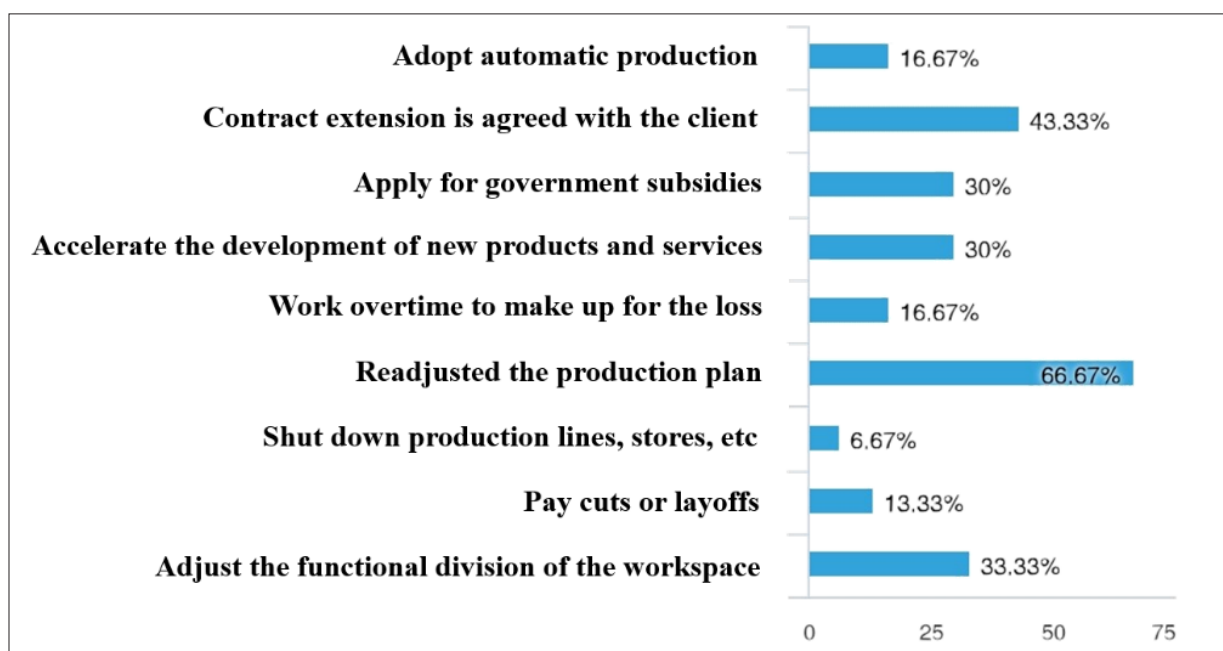 Adopt automatic production 16.67%
Contract extension is agreed with the client 43.33%
Apply for government subsidies 30%
Accelerate the development of new products and services 30%
Work overtime to make up for the loss 16.67%
Readjusted the production plan 66.67%
Shut down production lines, stores, etc 6.67%
Pay cuts or layoffs 13.33%
Adjust the functional division of the workspace 33.33%
0 25 50 75